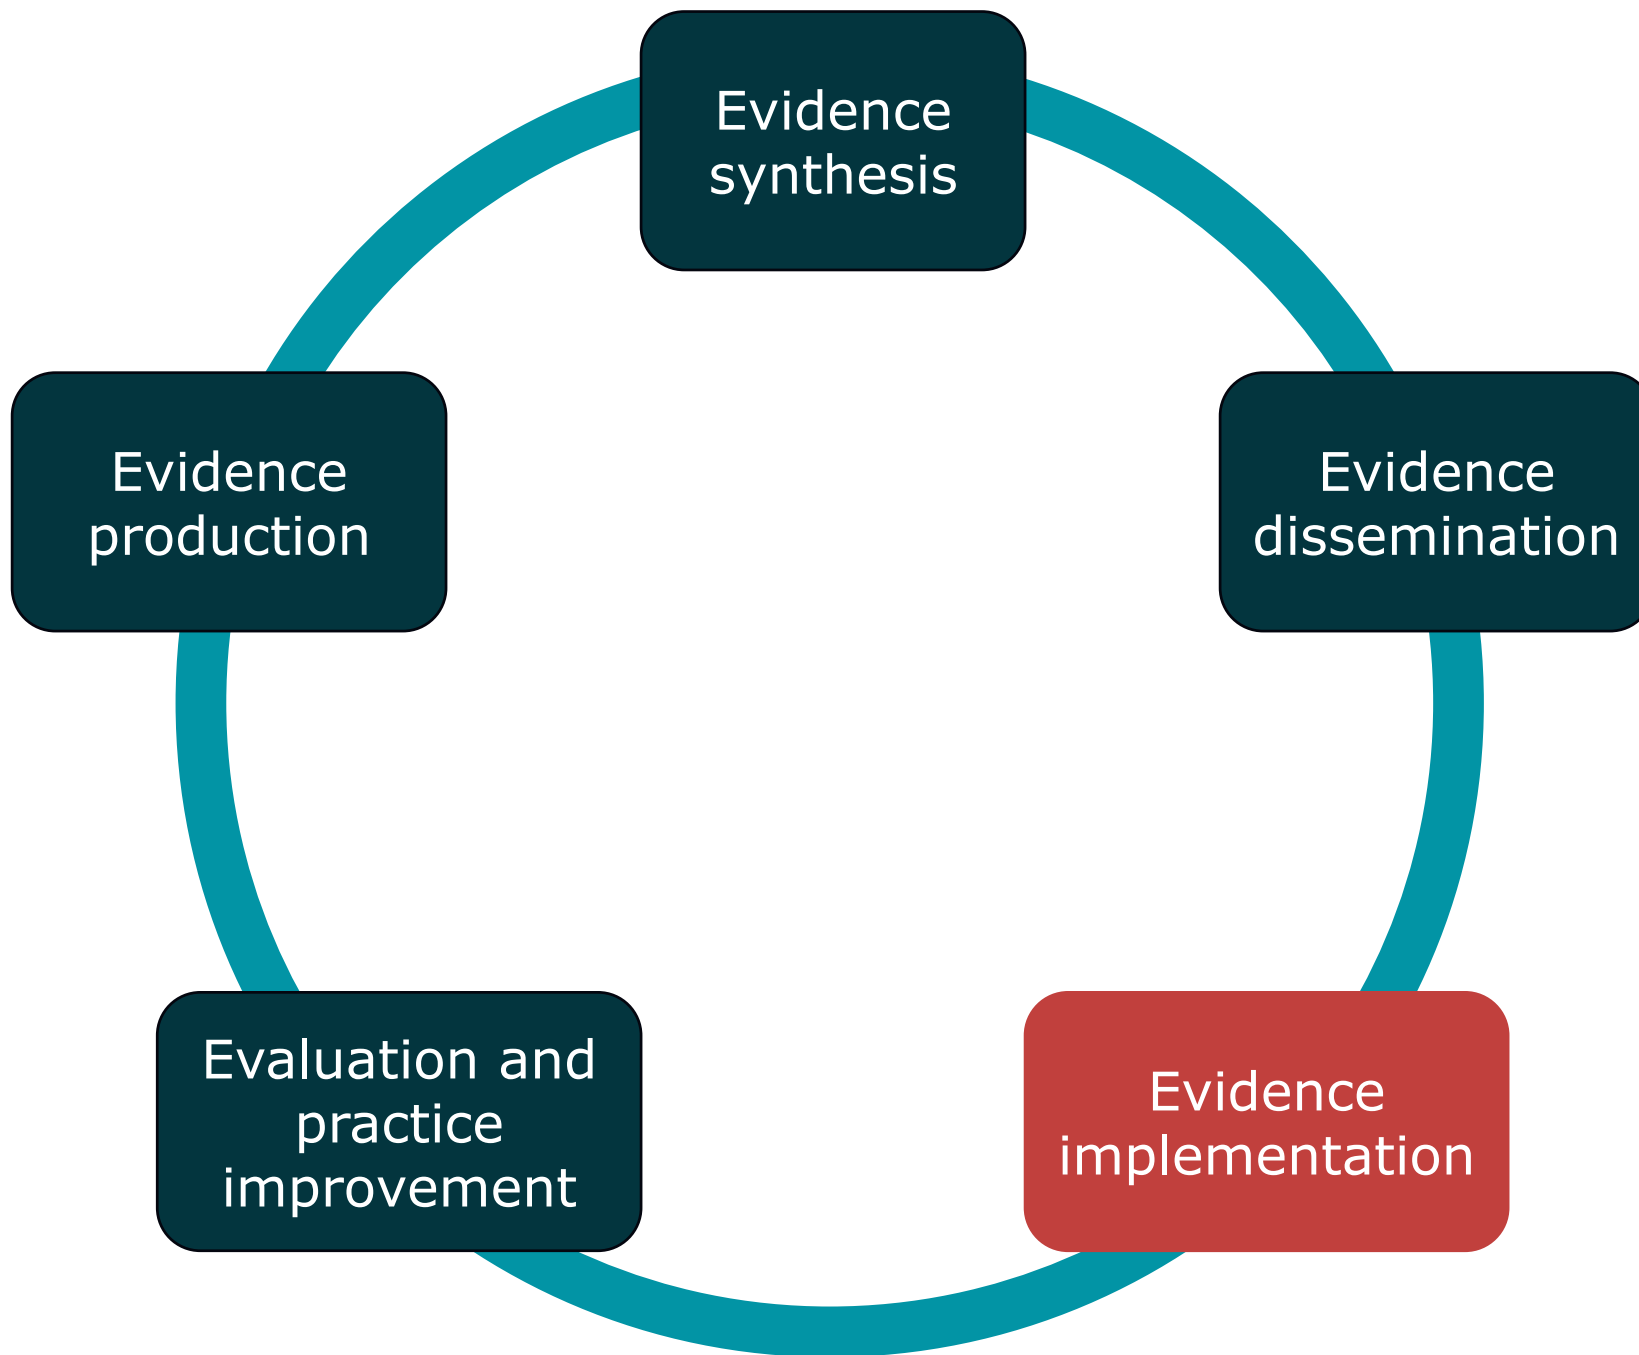 Evidence
synthesis
Evidence
production
Evidence
dissemination
Evaluation and
practice
improvement
Evidence
implementation